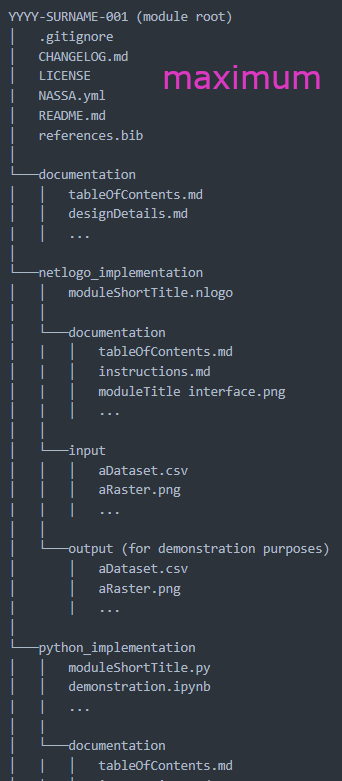 YYYY-SURNAME-001 (module root)
│   .gitignore
│   CHANGELOG.md
│   LICENSE
maximum
│   NASSA.yml
│   README.md
│   references.bib
│
└───documentation
│   │   tableOfContents.md
│   │   designDetails.md
│   │   ...
│
└───netlogo_implementation
│   │   moduleShortTitle.nlogo
│   │
│   └───documentation
│   │   │   tableOfContents.md
│   │   │   instructions.md
│   │   │   moduleTitle interface.png
│   │   │   ...
│   │
│   └───input
│   │   │   aDataset.csv
│   │   │   aRaster.png
│   │   │   ...
│   │
│   └───output (for demonstration purposes)
│       │   aDataset.csv
│       │   aRaster.png
│       │   ...
│
└───python_implementation
│   │   moduleShortTitle.py
│   │   demonstration.ipynb
│   │   ...
│   │
│   └───documentation
│   │   │   tableOfContents.md